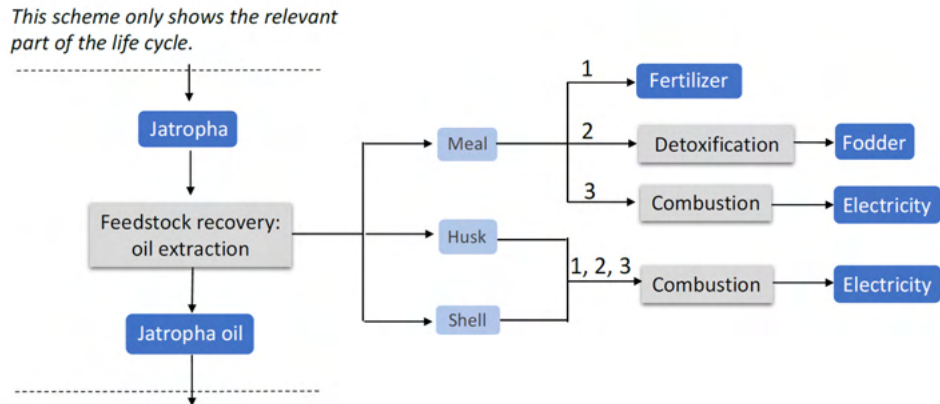 This scheme only shows the relevant
part of the life cycle.
1
Fertilizer
Jatropha
Meal
2
Detoxification
Fodder
3
Combustion
Electricity
Feedstock recovery:
oil extraction
Husk
1, 2, 3
Combustion
Electricity
Shell
Jatropha oil